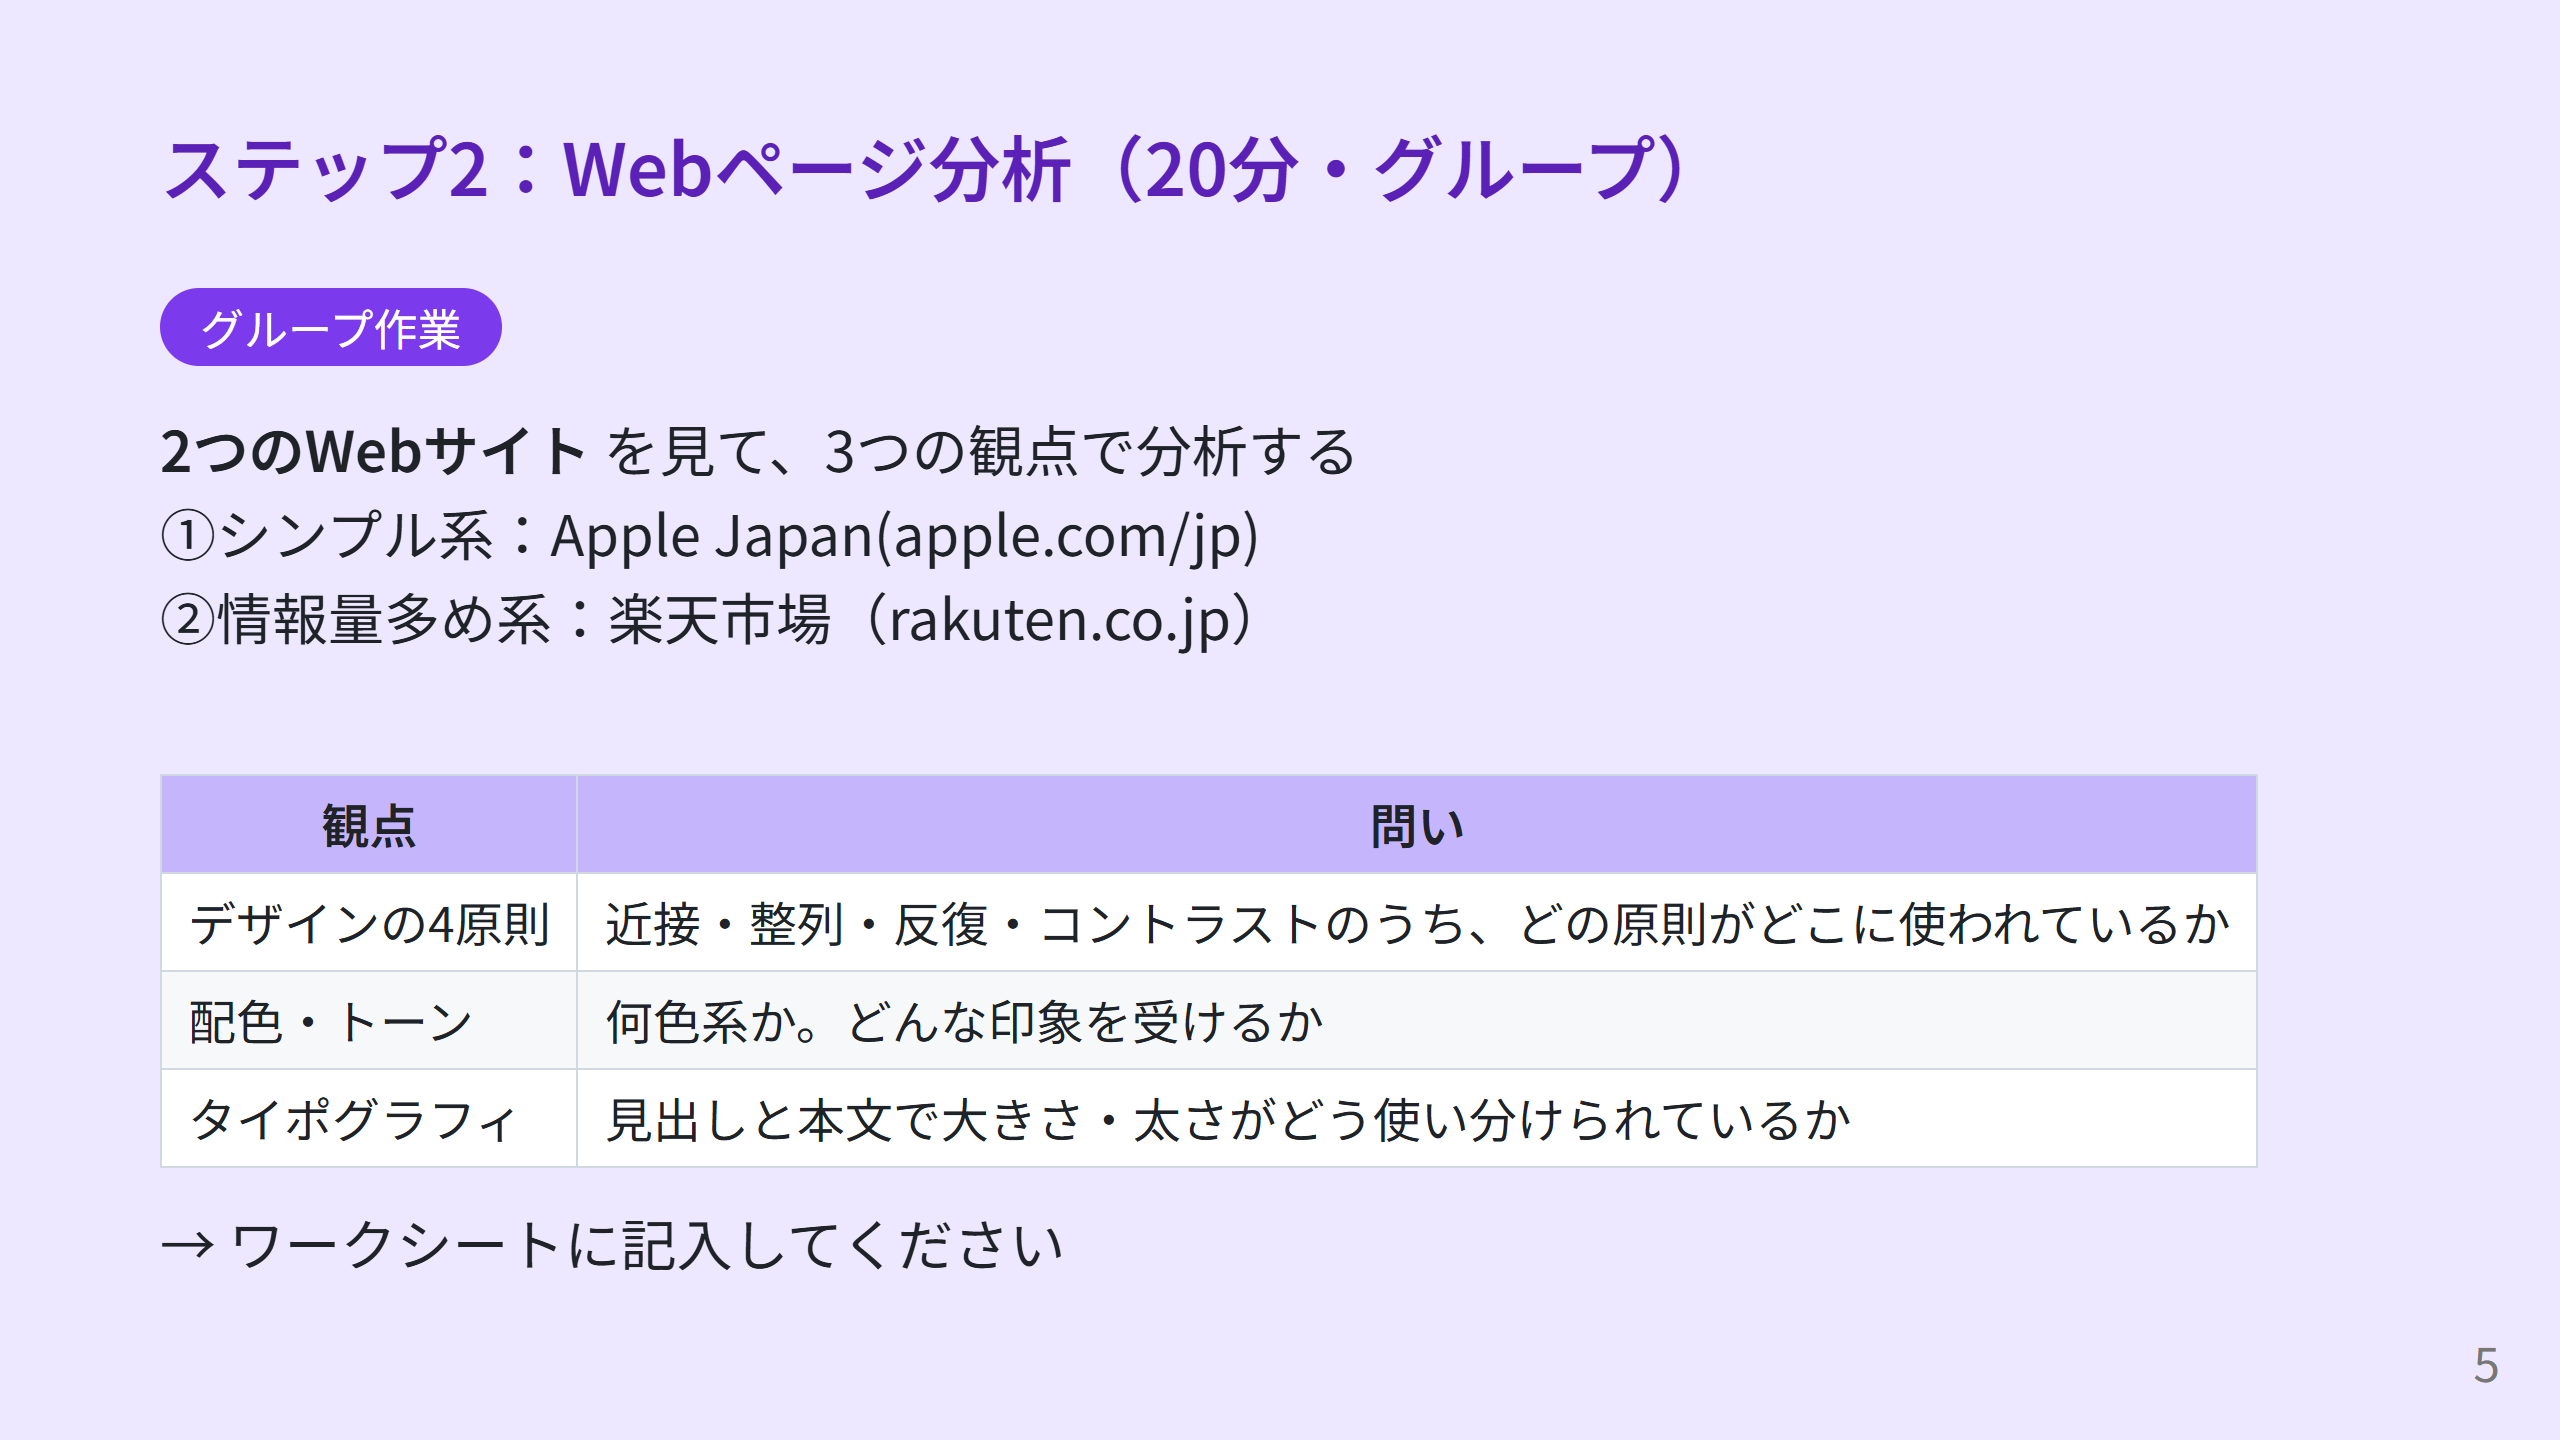 ステップ2：Webページ分析（20分・グループ）
グループ作業
2つのWebサイト を見て、3つの観点で分析する
①シンプル系：Apple Japan(apple.com/jp)
②情報量多め系：楽天市場（rakuten.co.jp）
観点 問い
デザインの4原則 近接・整列・反復・コントラストのうち、どの原則がどこに使われているか
配色・トーン 何色系か。どんな印象を受けるか
タイポグラフィ 見出しと本文で大きさ・太さがどう使い分けられているか
→ ワークシートに記入してください
5